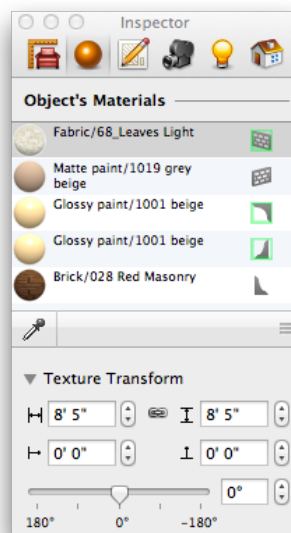 Inspector
Object's Materials
Fabric/68_Leaves Light
Matte paint/1019 grey
beige
Glossy paint/1001 beige
Glossy paint/1001 beige
Brick/028 Red Masonry
Texture Transform
8' 5" 8' 5"
0' 0" 0' 0"
0°
180° 0° -180°